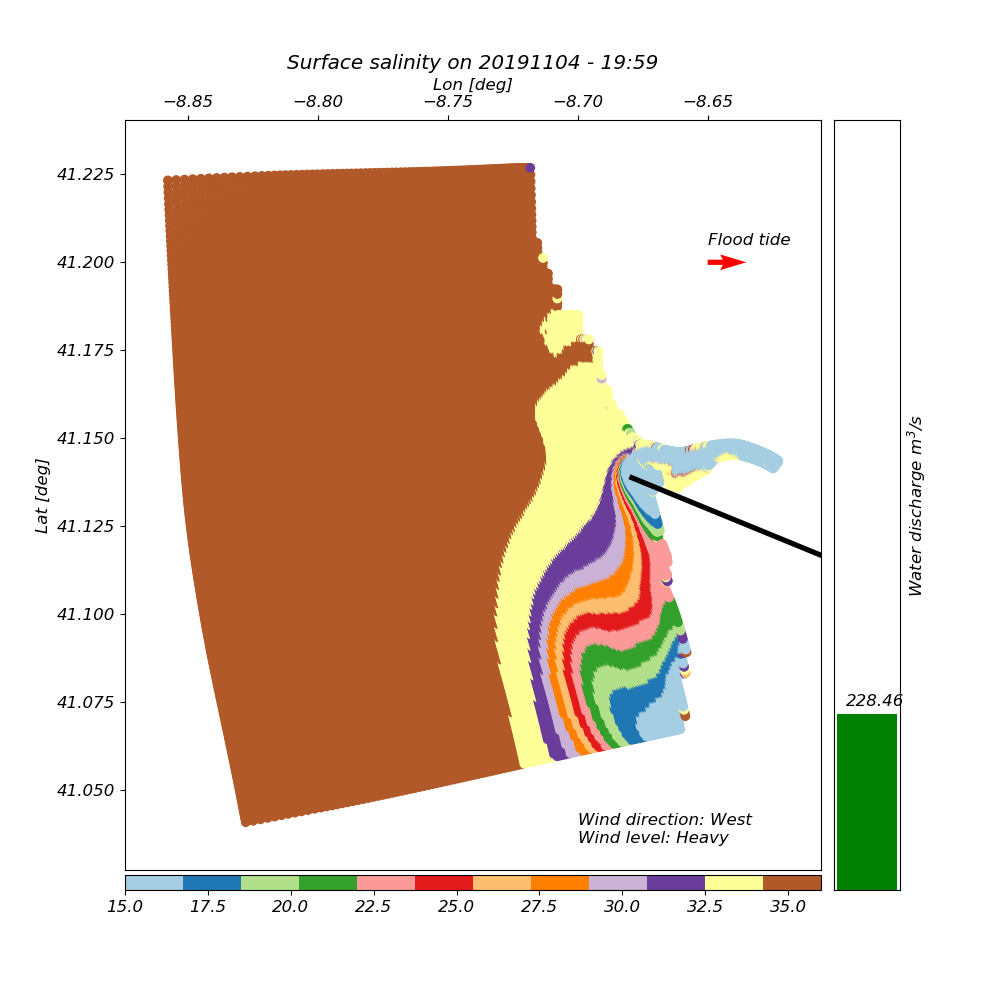 Surface salinity on 20191104 - 19:59
Lon [deg]
−8.85 −8.80 −8.75 −8.70 −8.65
41.225
41.200
41.175
41.150
41.125
41.100
41.075
41.050
Lat [deg]
Flood tide
Wind direction: West
Wind level: Heavy
228.46
Water discharge m³/s
15.0 17.5 20.0 22.5 25.0 27.5 30.0 32.5 35.0